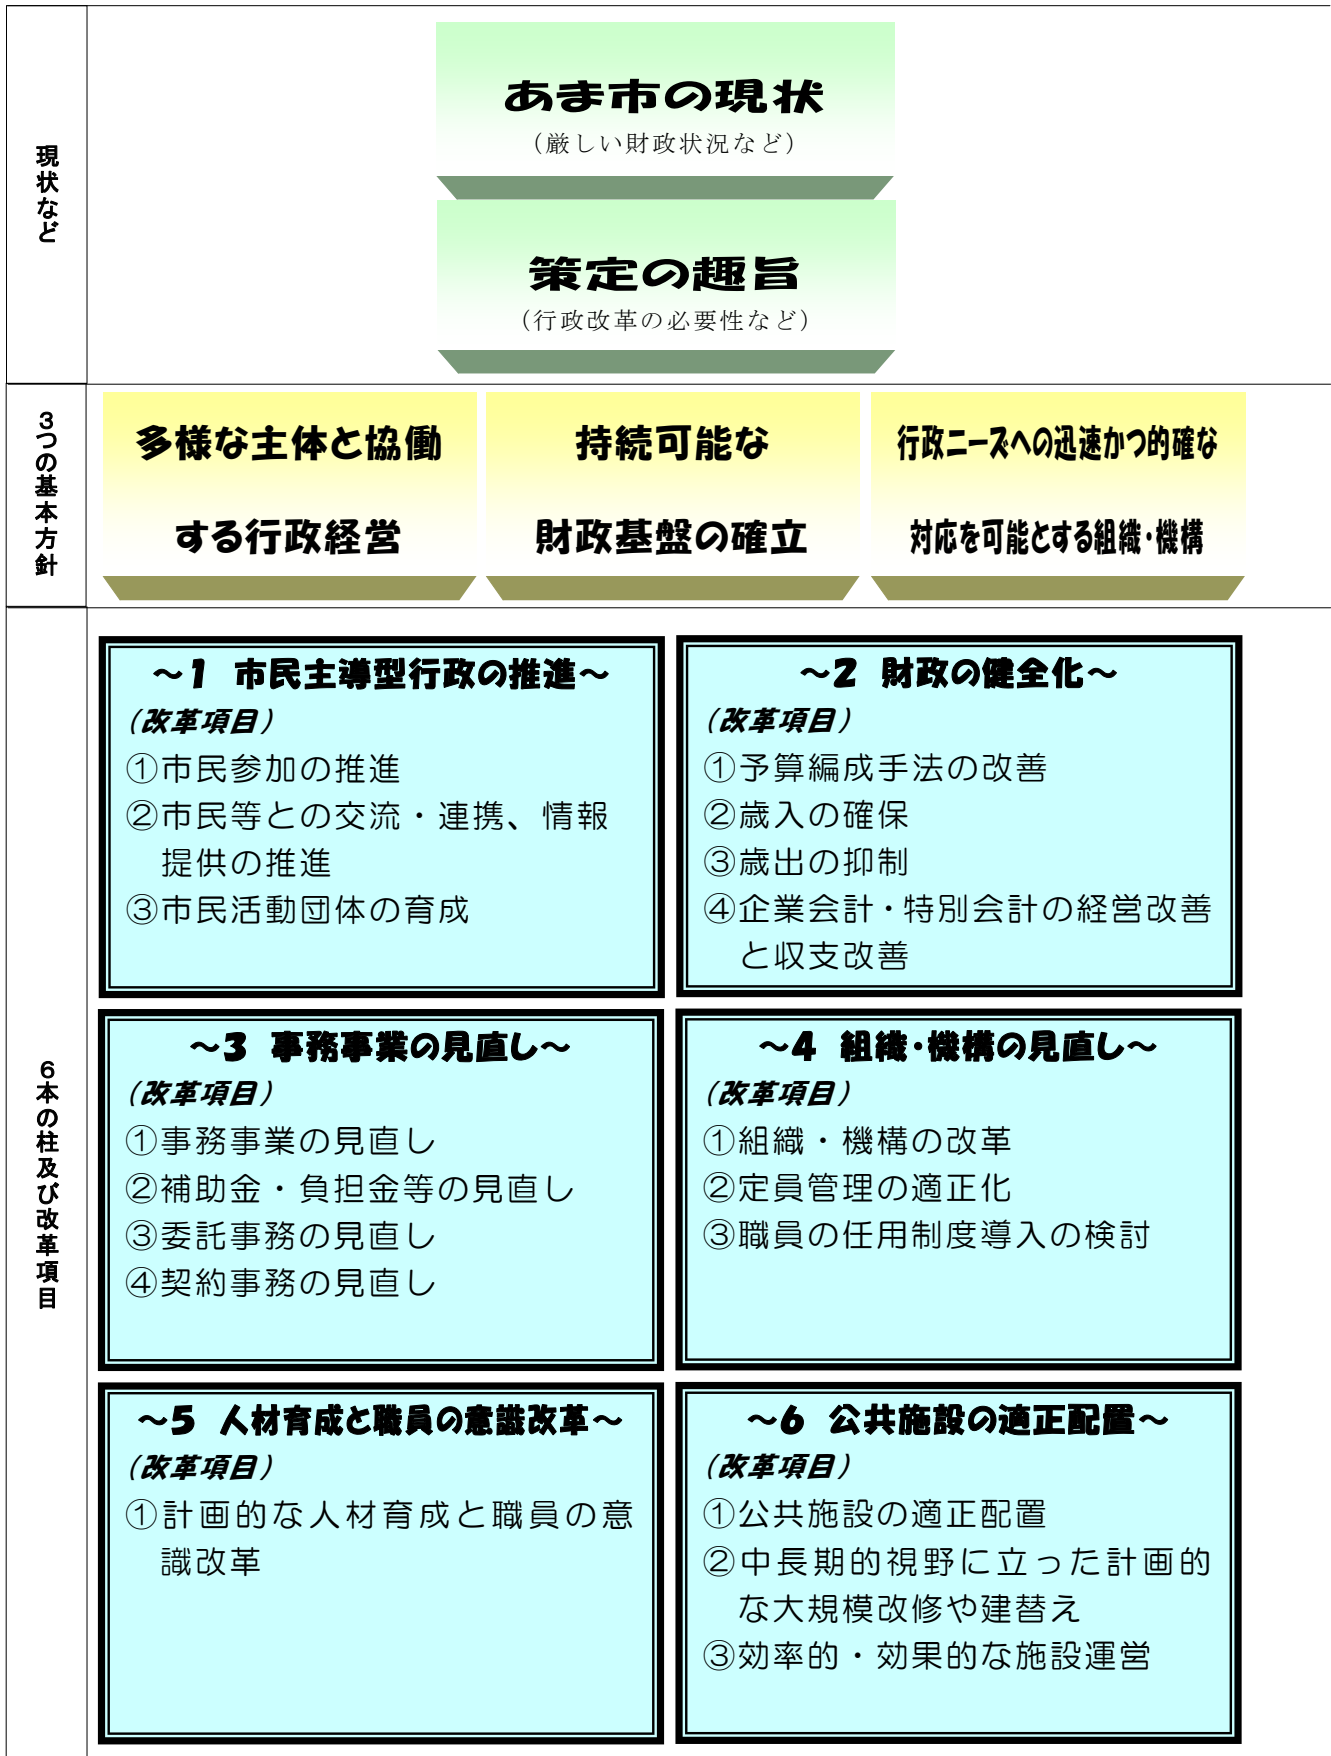 現状など
あま市の現状
（厳しい財政状況など）
策定の趣旨
（行政改革の必要性など）
3つの基本方針
多様な主体と協働
する行政経営
持続可能な
財政基盤の確立
行政ニーズへの迅速かつ的確な
対応を可能とする組織・機構
6本の柱及び改革項目
～1 市民主導型行政の推進～
（改革項目）
①市民参加の推進
②市民等との交流・連携、情報
提供の推進
③市民活動団体の育成
～2 財政の健全化～
（改革項目）
①予算編成手法の改善
②歳入の確保
③歳出の抑制
④企業会計・特別会計の経営改善
と収支改善
～3 事務事業の見直し～
（改革項目）
①事務事業の見直し
②補助金・負担金等の見直し
③委託事務の見直し
④契約事務の見直し
～4 組織・機構の見直し～
（改革項目）
①組織・機構の改革
②定員管理の適正化
③職員の任用制度導入の検討
～5 人材育成と職員の意識改革～
（改革項目）
①計画的な人材育成と職員の意
識改革
～6 公共施設の適正配置～
（改革項目）
①公共施設の適正配置
②中長期的視野に立った計画的
な大規模改修や建替え
③効率的・効果的な施設運営